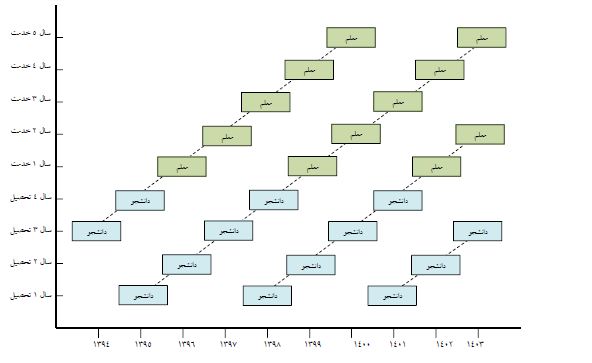 سال ۵ خدمت
معلم
معلم
سال ۴ خدمت
معلم
معلم
سال ۳ خدمت
معلم
معلم
سال ۲ خدمت
معلم
معلم
معلم
سال ۱ خدمت
معلم
معلم
معلم
سال ۴ تحصیل
دانشجو
دانشجو
دانشجو
سال ۳ تحصیل
دانشجو
دانشجو
دانشجو
دانشجو
سال ۲ تحصیل
دانشجو
دانشجو
دانشجو
سال ۱ تحصیل
دانشجو
دانشجو
دانشجو
۱۳۹۴
۱۳۹۵
۱۳۹۶
۱۳۹۷
۱۳۹۸
۱۳۹۹
۱۴۰۰
۱۴۰۱
۱۴۰۲
۱۴۰۳